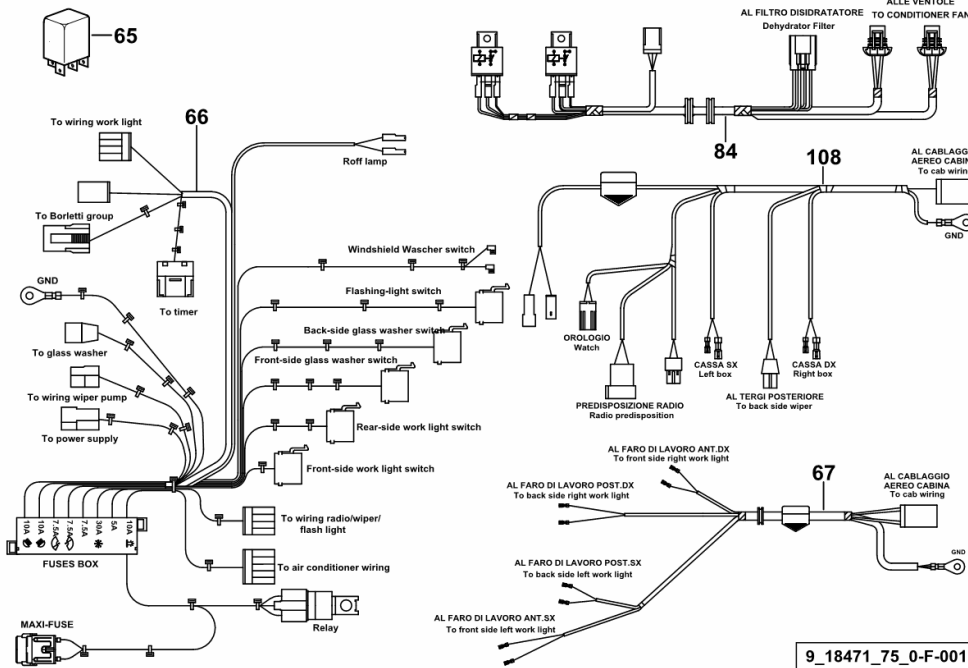 65
AL FILTRO DISIDRATATORE
Dehydrator Filter
ALLE VENTOLE
TO CONDITIONER FAN
84
To wiring work light
66
Roff lamp
To Borletti group
To timer
GND
To glass washer
To wiring wiper pump
To power supply
Windshield Wascher switch
Flashing-light switch
Back-side glass washer switch
Front-side glass washer switch
Rear-side work light switch
Front-side work light switch
To wiring radio/wiper/
flash light
To air conditioner wiring
Relay
10A
10A
7.5A
7.5A
7.5A
30A
5A
10A
FUSES BOX
MAXI-FUSE
108
AL CABLAGG
AEREO CABIN
To cab wirin
GND
OROLOGIO
Watch
PREDISPOSIZIONE RADIO
Radio predisposition
CASSA SX
Left box
AL TERGI POSTERIORE
To back side wiper
CASSA DX
Right box
67
AL FARO DI LAVORO ANT.DX
To front side right work light
AL FARO DI LAVORO POST.DX
To back side right work light
AL FARO DI LAVORO POST.SX
To back side left work light
AL FARO DI LAVORO ANT.SX
To front side left work light
AL CABLAGGIO
AEREO CABINA
To cab wiring
GND
9_18471_75_0-F-001